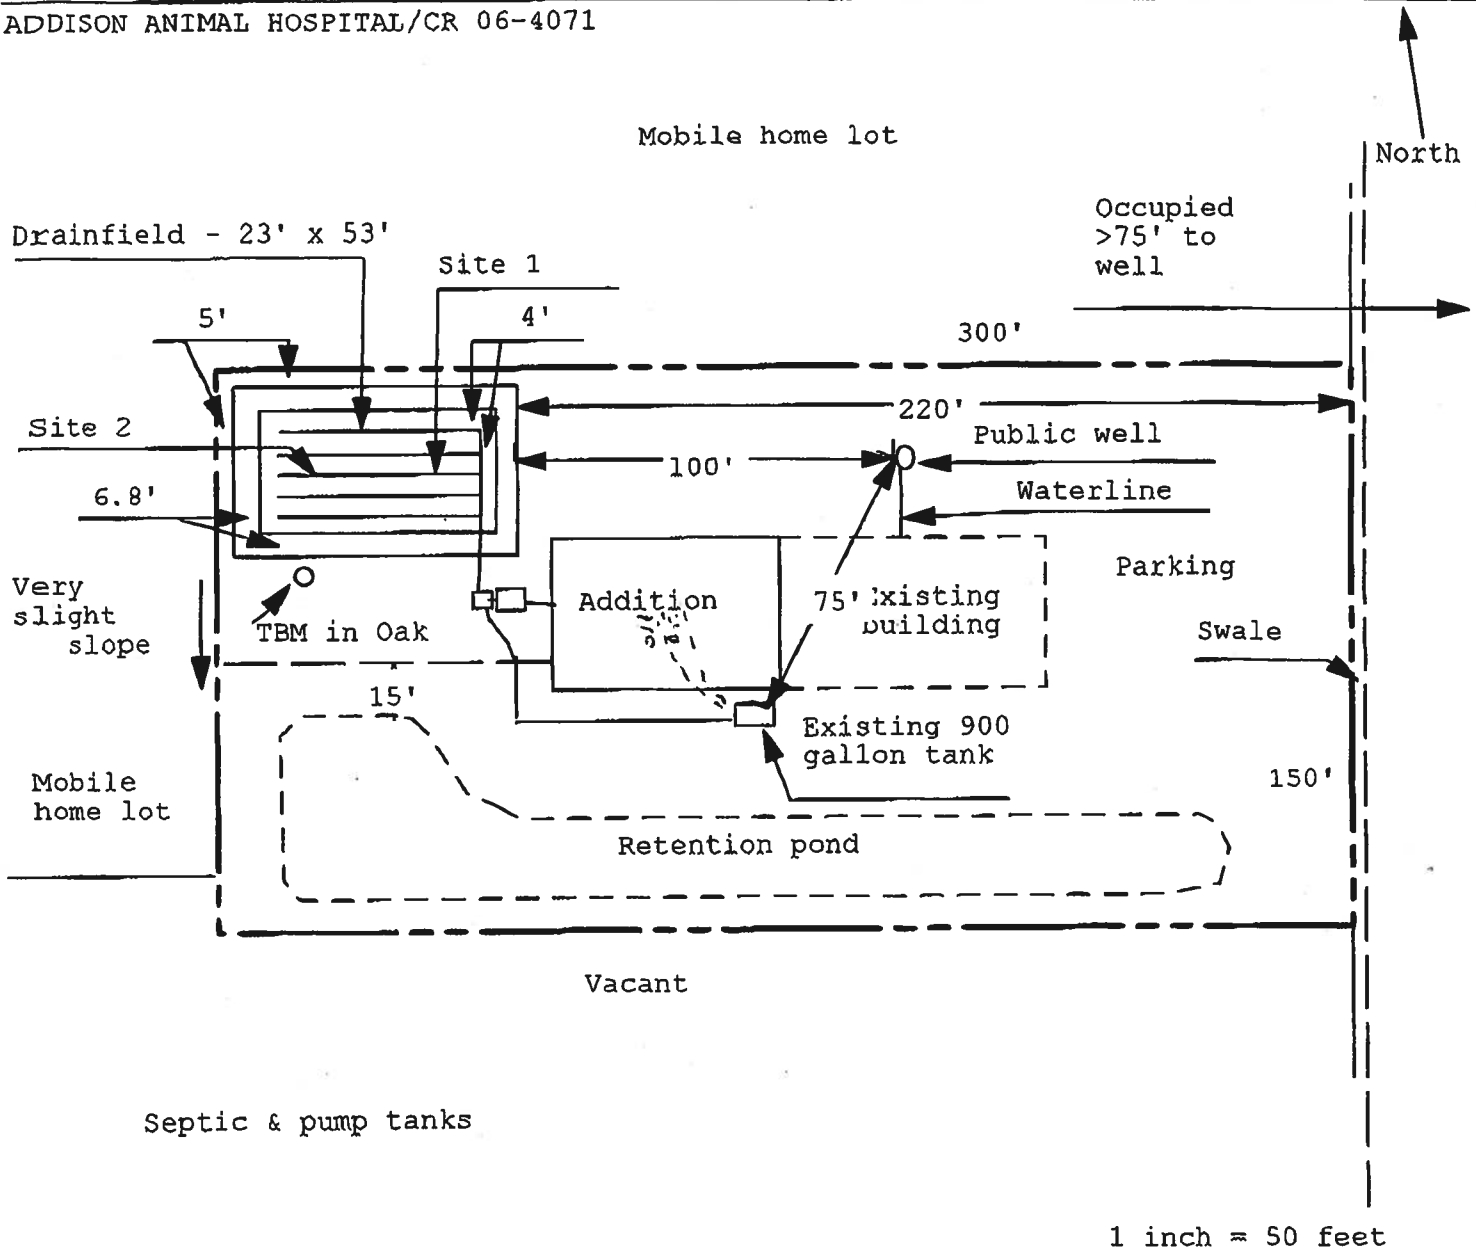 ADDISON ANIMAL HOSPITAL/CR 06-4071
Mobile home lot
North
Occupied
>75' to
well
Drainfield - 23' x 53'
Site 1
5'
4'
300'
220'
Site 2
Public well
100'
6.8'
Waterline
Parking
Very
slight
slope
Addition
75'
Existing
building
TBM in Oak
Swale
15'
Existing 900
gallon tank
150'
Mobile
home lot
Retention pond
Vacant
Septic & pump tanks
1 inch = 50 feet